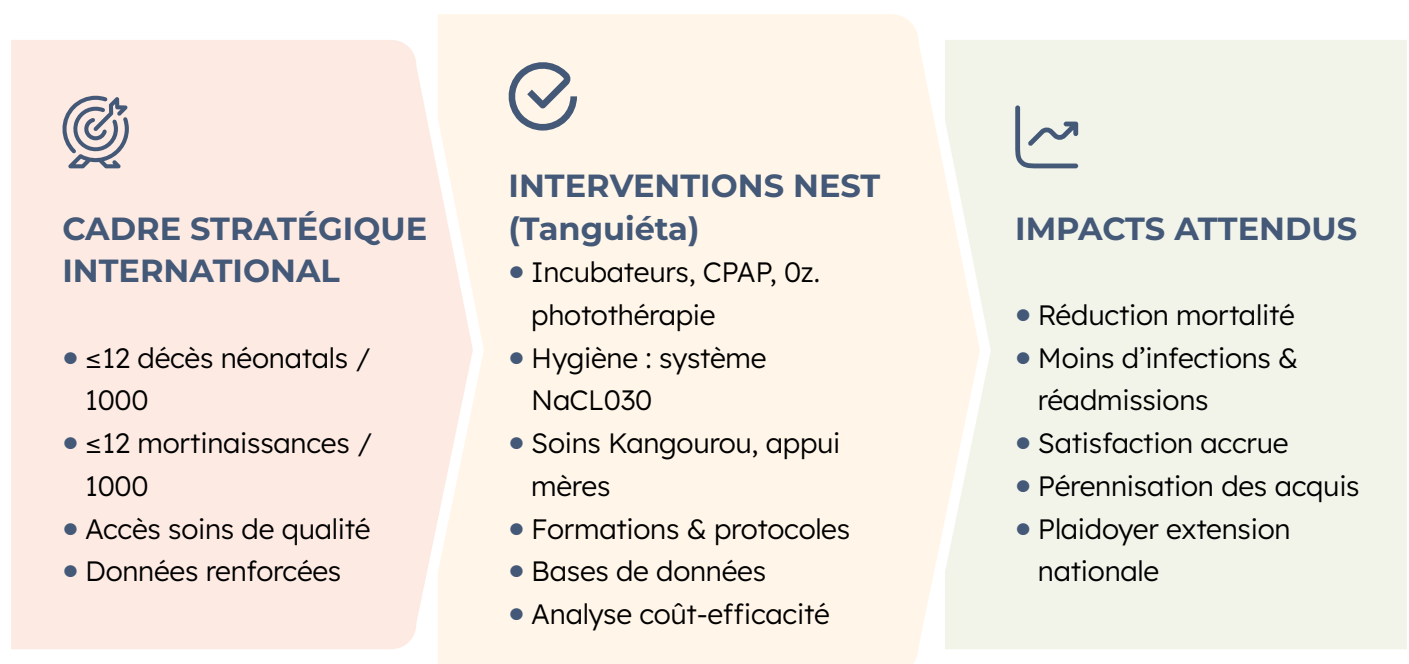 CADRE STRATÉGIQUE
INTERNATIONAL
• ≤12 décès néonatals /
1000
• ≤12 mortinaissances /
1000
• Accès soins de qualité
• Données renforcées
INTERVENTIONS NEST
(Tanguiéta)
• Incubateurs, CPAP, 0z.
photothérapie
• Hygiène : système
NaCL030
• Soins Kangourou, appui
mères
• Formations & protocoles
• Bases de données
• Analyse coût-efficacité
IMPACTS ATTENDUS
• Réduction mortalité
• Moins d’infections &
réadmissions
• Satisfaction accrue
• Pérennisation des acquis
• Plaidoyer extension
nationale